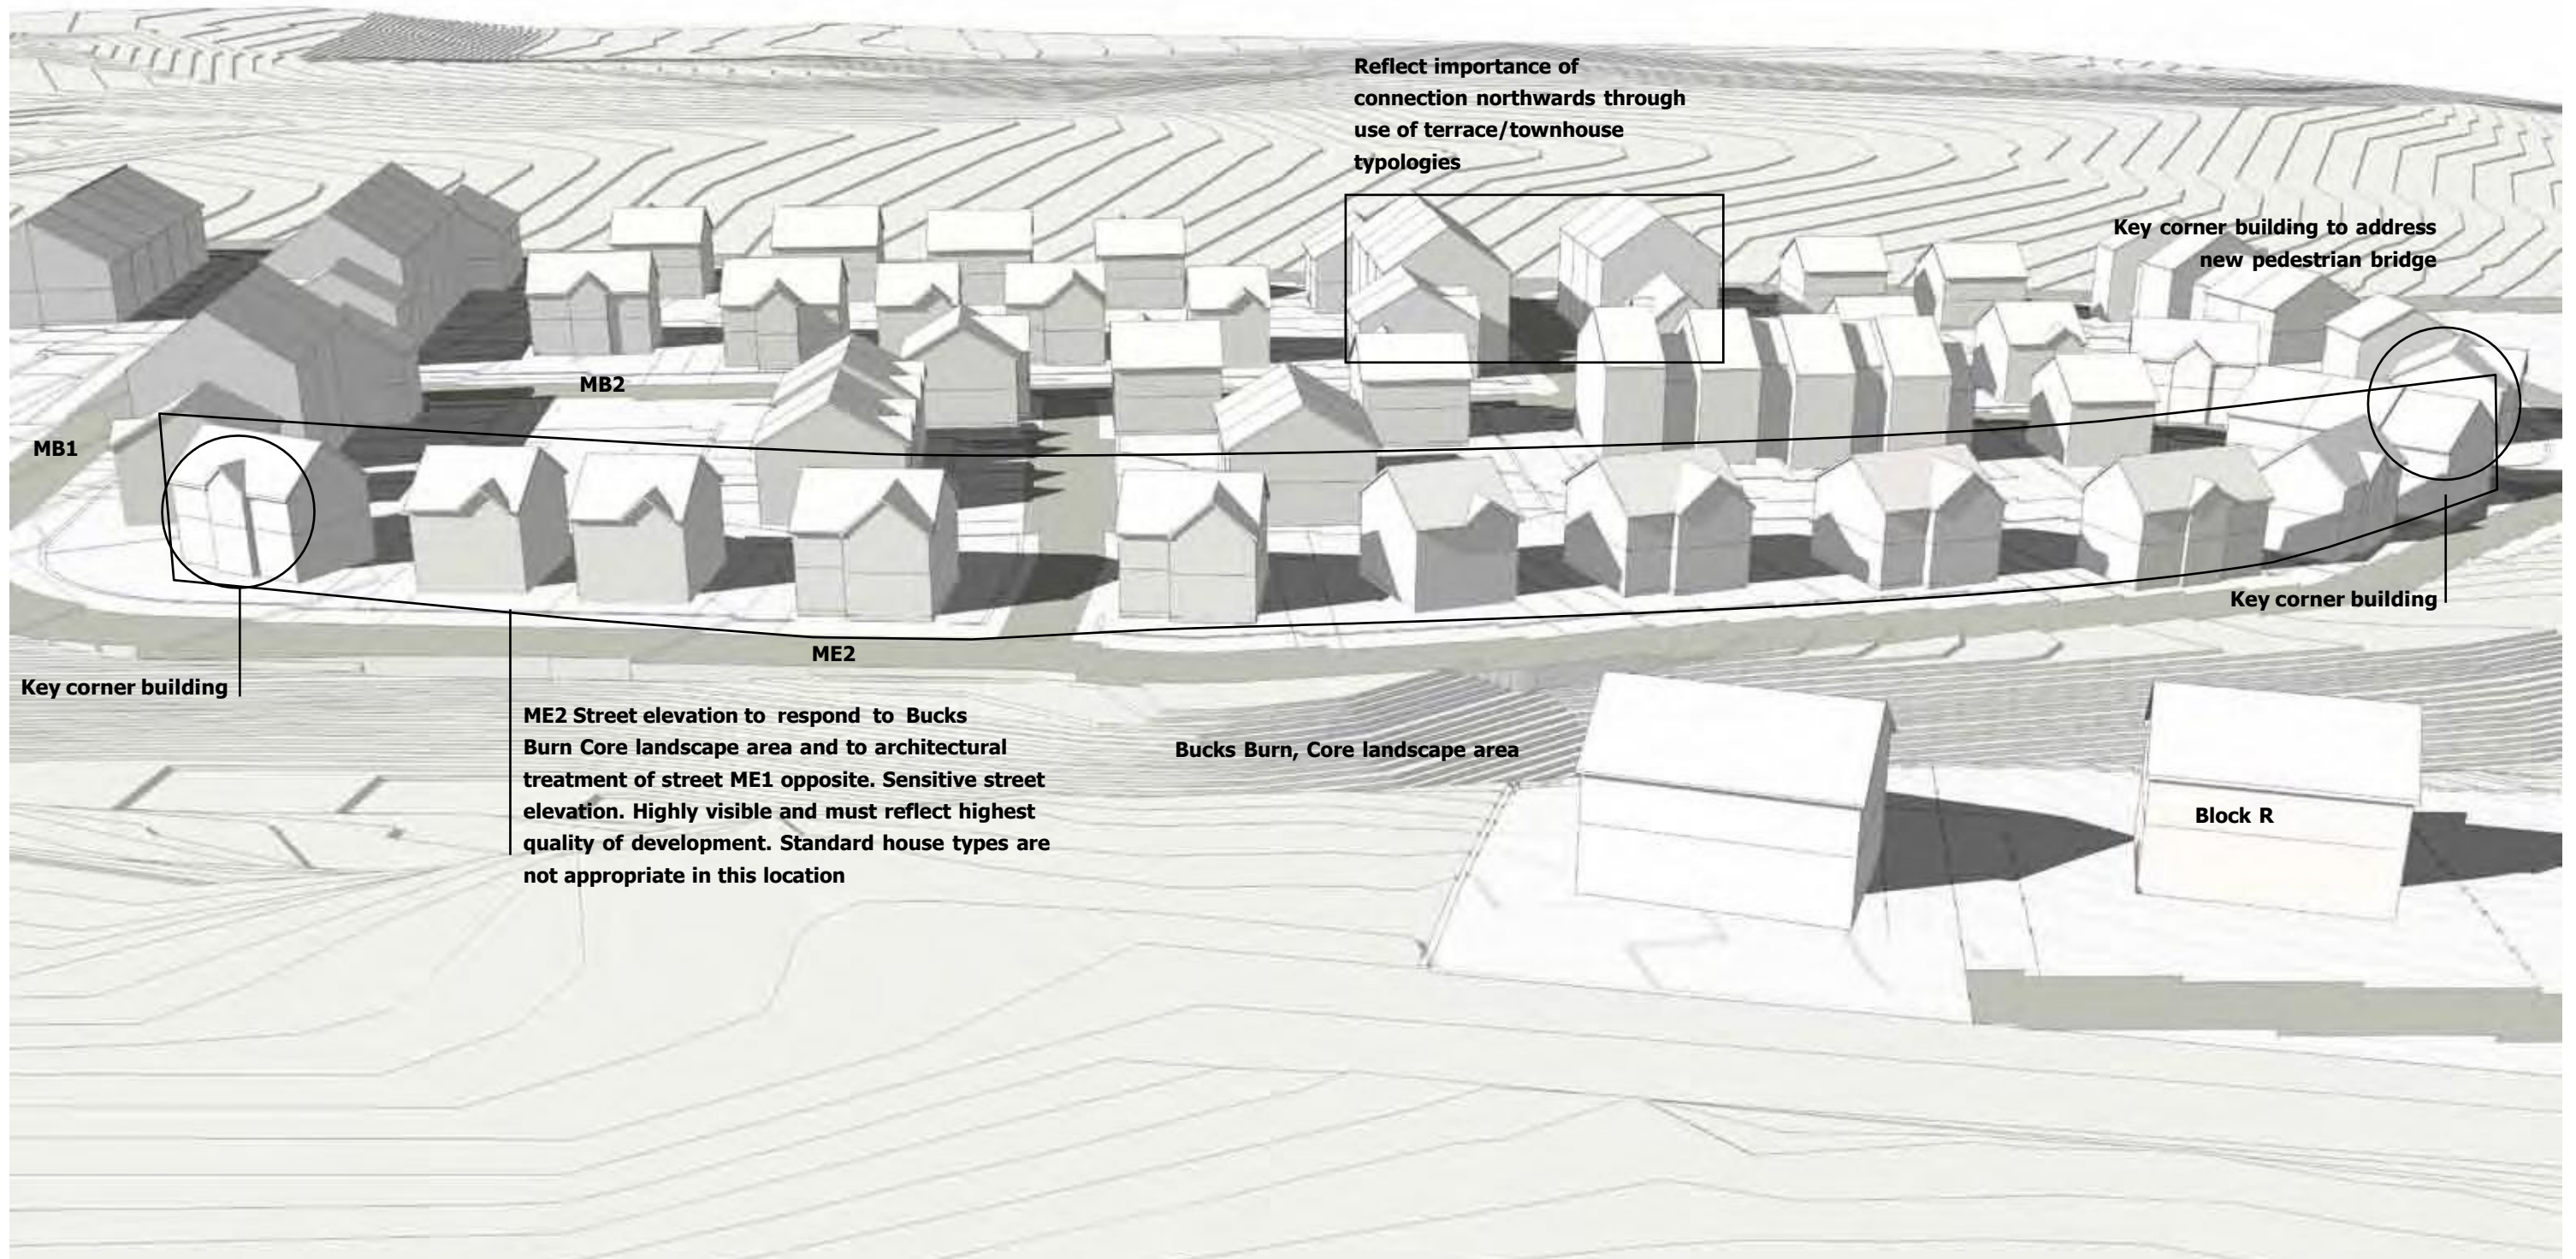 Reflect importance of
connection northwards through
use of terrace/townhouse
typologies
Key corner building to address
new pedestrian bridge
MB2
MB1
Key corner building
ME2
Key corner building
ME2 Street elevation to respond to Bucks
Burn Core landscape area and to architectural
treatment of street ME1 opposite. Sensitive street
elevation. Highly visible and must reflect highest
quality of development. Standard house types are
not appropriate in this location
Bucks Burn, Core landscape area
Block R